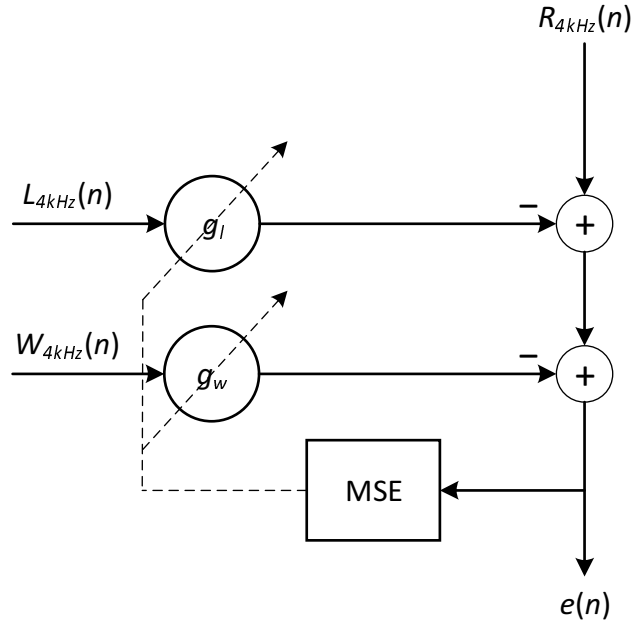 R4kHz(n)
L4kHz(n)
gl
–
+
W4kHz(n)
gw
–
+
MSE
e(n)